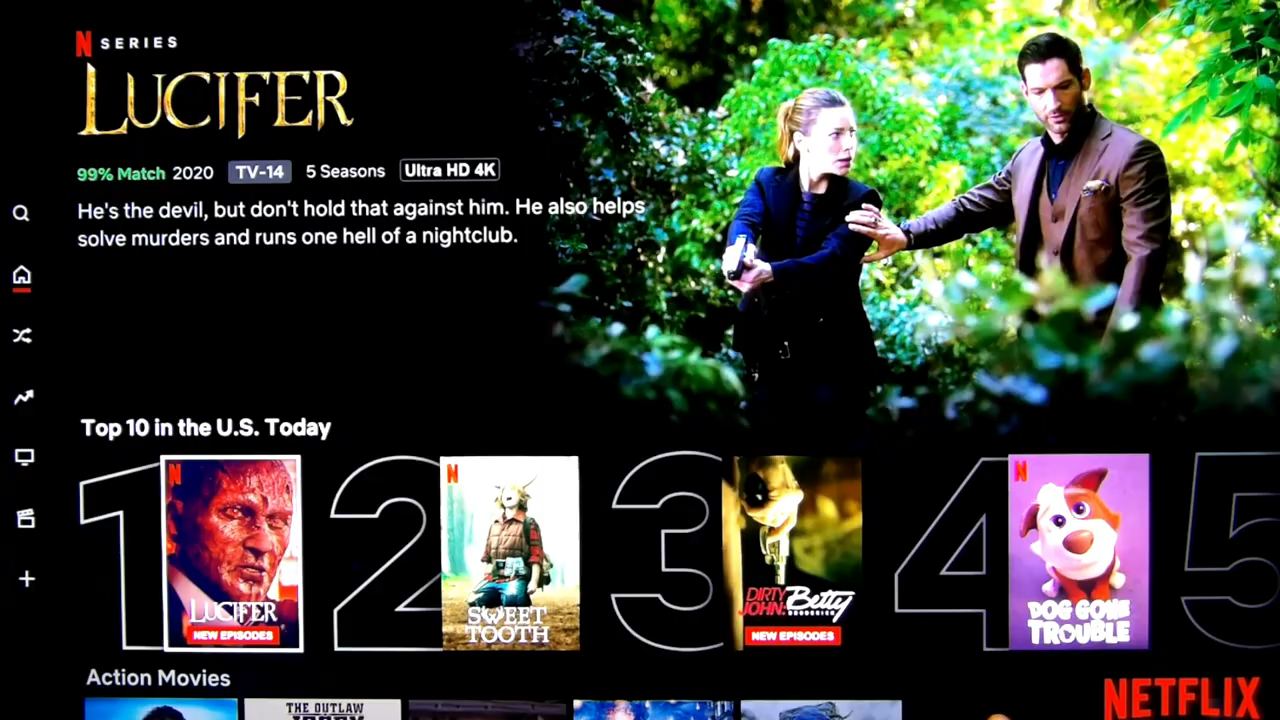 N SERIES
LUCIFER
99% Match 2020 TV-14 5 Seasons Ultra HD 4K
He's the devil, but don't hold that against him. He also helps
solve murders and runs one hell of a nightclub.
Top 10 in the U.S. Today
1 2 3 4 5
N N N
LUCIFER
NEW EPISODES
SWEET
TOOTH
DIRTY
JOHN: Betty
BRODERICK
NEW EPISODES
DOG GONE
TROUBLE
Action Movies
THE OUTLAW
JOSEY
NETFLIX